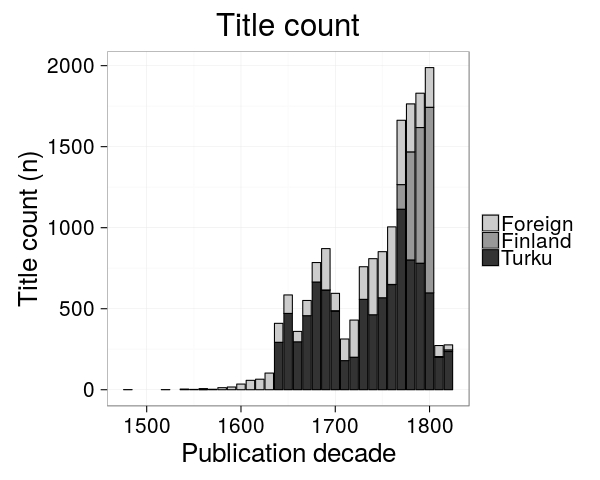 Title count
2000
1500
1000
500
0
Title count (n)
1500 1600 1700 1800
Publication decade
Foreign
Finland
Turku